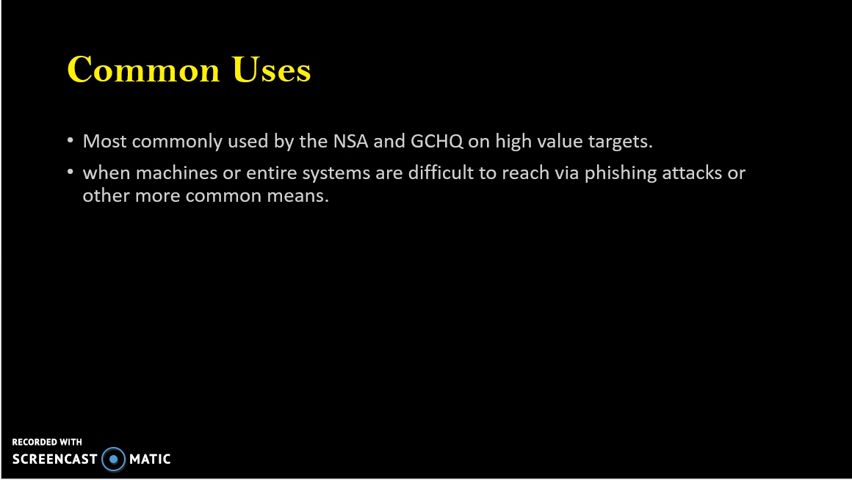 Common Uses
• Most commonly used by the NSA and GCHQ on high value targets.
• when machines or entire systems are difficult to reach via phishing attacks or
other more common means.
RECORDED WITH
SCREENCAST MATIC